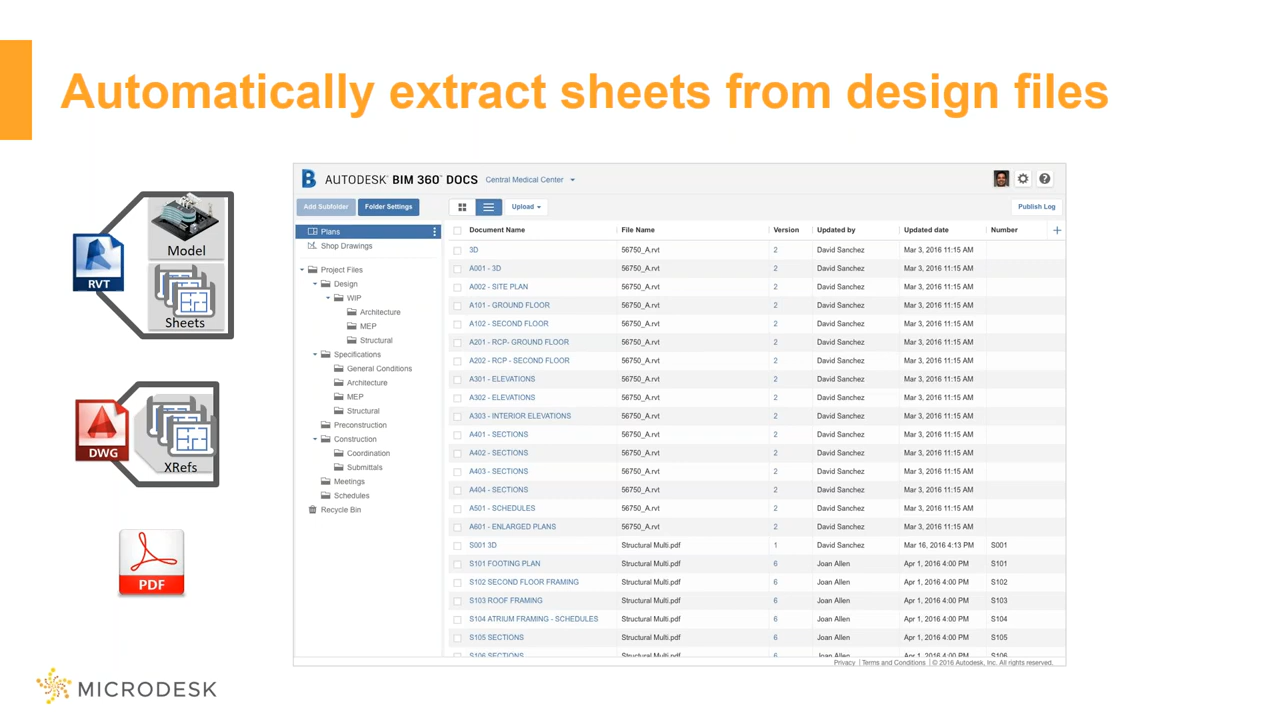 Automatically extract sheets from design files
RVT
Model
Sheets
DWG
XRefs
PDF
MICRODESK
B AUTODESK® BIM 360™ DOCS Central Medical Center
Add Subfolder Folder Settings Upload Publish Log
Plans
Shop Drawings
Project Files
Design
WIP
Architecture
MEP
Structural
Specifications
General Conditions
Architecture
MEP
Structural
Preconstruction
Construction
Coordination
Submittals
Meetings
Schedules
Recycle Bin
Document Name File Name Version Updated by Updated date Number
3D 56750_A.rvt 2 David Sanchez Mar 3, 2016 11:15 AM
A001 - 3D 56750_A.rvt 2 David Sanchez Mar 3, 2016 11:15 AM
A002 - SITE PLAN 56750_A.rvt 2 David Sanchez Mar 3, 2016 11:15 AM
A101 - GROUND FLOOR 56750_A.rvt 2 David Sanchez Mar 3, 2016 11:15 AM
A102 - SECOND FLOOR 56750_A.rvt 2 David Sanchez Mar 3, 2016 11:15 AM
A201 - RCP- GROUND FLOOR 56750_A.rvt 2 David Sanchez Mar 3, 2016 11:15 AM
A202 - RCP - SECOND FLOOR 56750_A.rvt 2 David Sanchez Mar 3, 2016 11:15 AM
A301 - ELEVATIONS 56750_A.rvt 2 David Sanchez Mar 3, 2016 11:15 AM
A302 - ELEVATIONS 56750_A.rvt 2 David Sanchez Mar 3, 2016 11:15 AM
A303 - INTERIOR ELEVATIONS 56750_A.rvt 2 David Sanchez Mar 3, 2016 11:15 AM
A401 - SECTIONS 56750_A.rvt 2 David Sanchez Mar 3, 2016 11:15 AM
A402 - SECTIONS 56750_A.rvt 2 David Sanchez Mar 3, 2016 11:15 AM
A403 - SECTIONS 56750_A.rvt 2 David Sanchez Mar 3, 2016 11:15 AM
A404 - SECTIONS 56750_A.rvt 2 David Sanchez Mar 3, 2016 11:15 AM
A501 - SCHEDULES 56750_A.rvt 2 David Sanchez Mar 3, 2016 11:15 AM
A601 - ENLARGED PLANS 56750_A.rvt 2 David Sanchez Mar 3, 2016 11:15 AM
S001 3D Structural Multi.pdf 1 David Sanchez Mar 16, 2016 4:13 PM S001
S101 FOOTING PLAN Structural Multi.pdf 6 Joan Allen Apr 1, 2016 4:00 PM S101
S102 SECOND FLOOR FRAMING Structural Multi.pdf 6 Joan Allen Apr 1, 2016 4:00 PM S102
S103 ROOF FRAMING Structural Multi.pdf 6 Joan Allen Apr 1, 2016 4:00 PM S103
S104 ATRIUM FRAMING - SCHEDULES Structural Multi.pdf 6 Joan Allen Apr 1, 2016 4:00 PM S104
S105 SECTIONS Structural Multi.pdf 6 Joan Allen Apr 1, 2016 4:00 PM S105
S106 SECTIONS Structural Multi.pdf 6 Joan Allen Apr 1, 2016 4:00 PM S106
Privacy | Terms and Conditions | © 2016 Autodesk, Inc. All rights reserved.